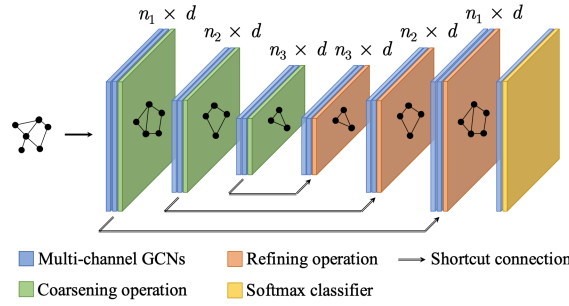 n₁ × d
n₂ × d
n₃ × d
n₃ × d
n₂ × d
n₁ × d
Multi-channel GCNs
Refining operation
Shortcut connection
Coarsening operation
Softmax classifier